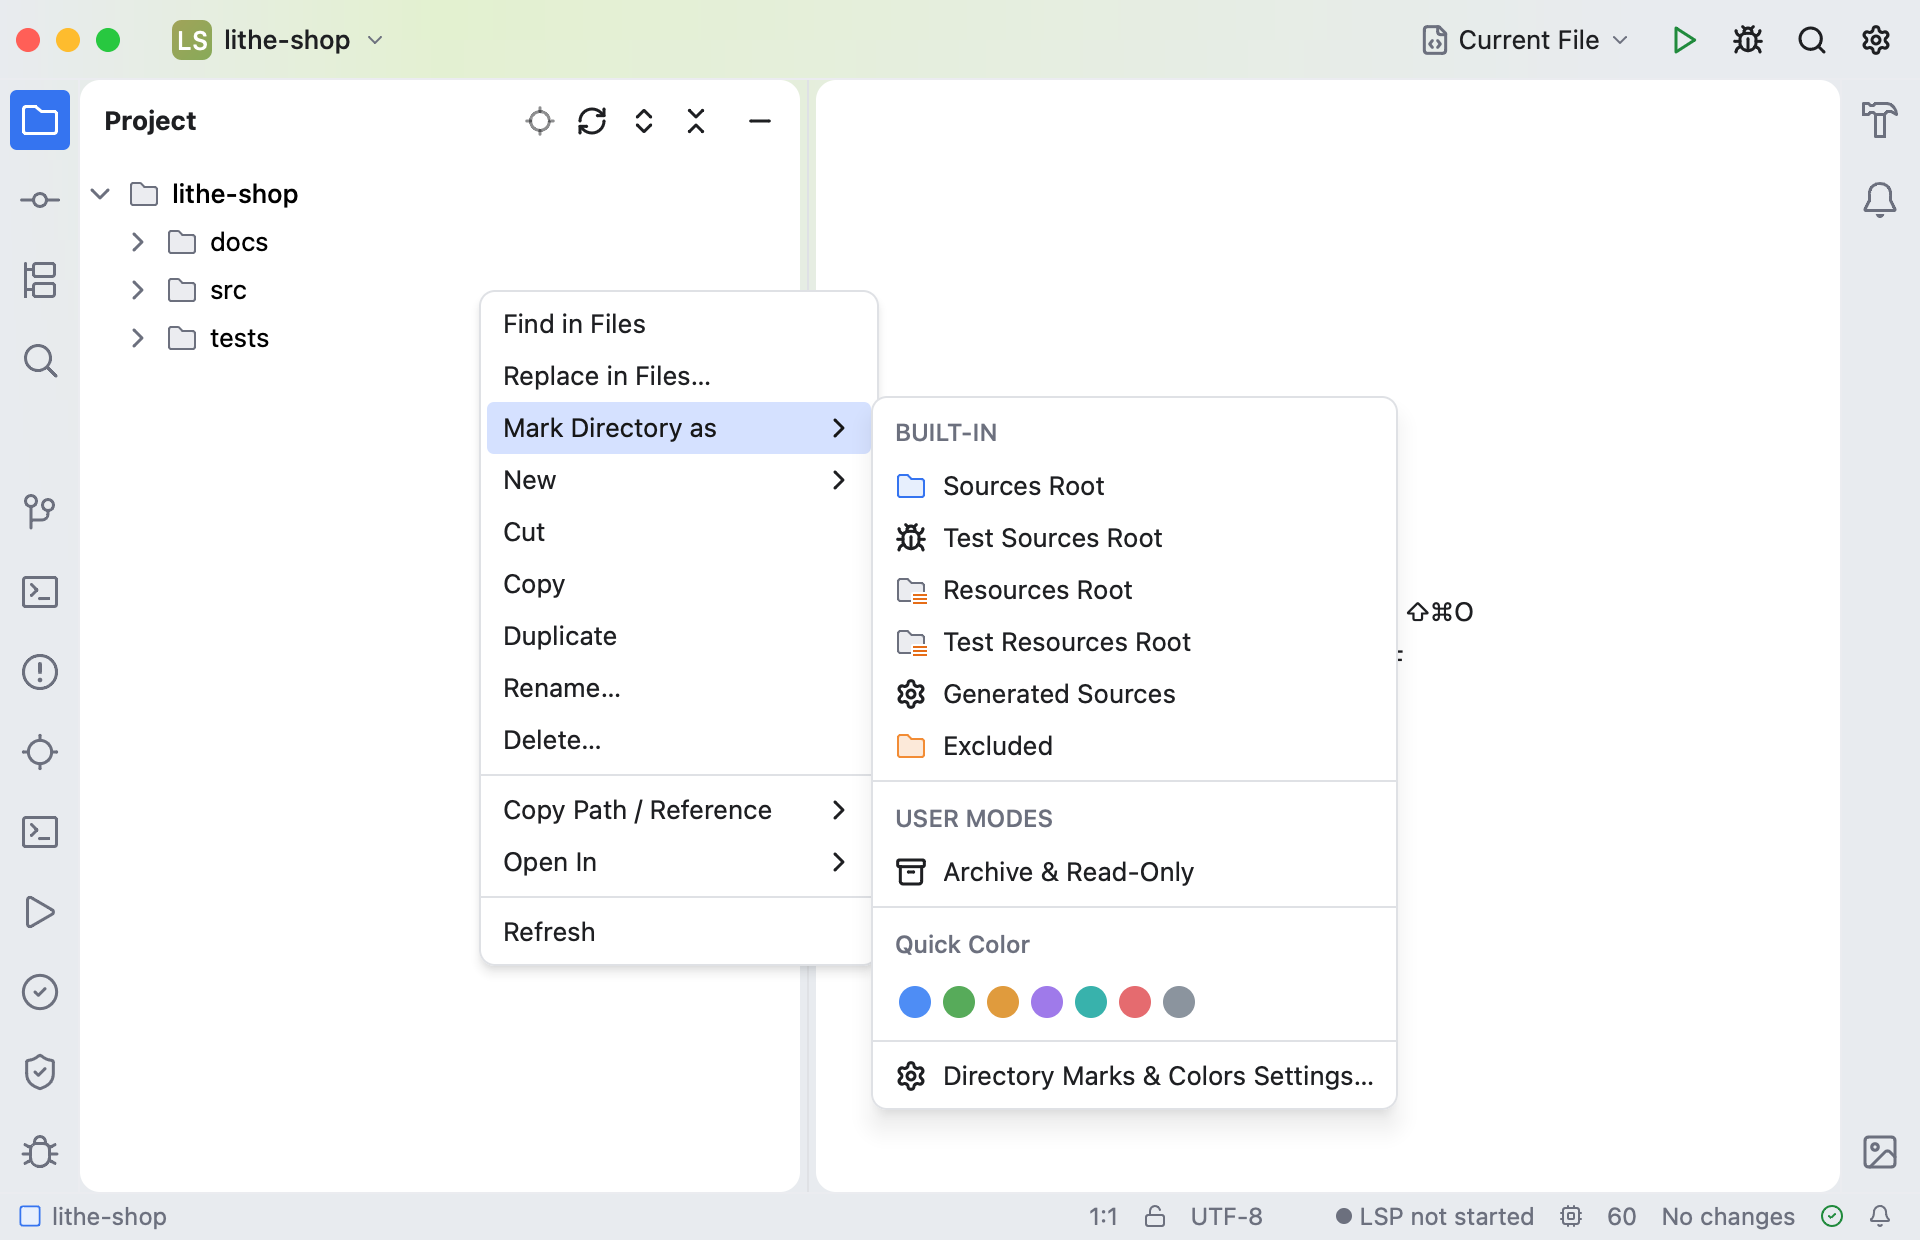 LS lithe-shop
Current File
Project
lithe-shop
docs
src
tests
Find in Files
Replace in Files...
Mark Directory as
New
Cut
Copy
Duplicate
Rename...
Delete...
Copy Path / Reference
Open In
Refresh
BUILT-IN
Sources Root
Test Sources Root
Resources Root
Test Resources Root
Generated Sources
Excluded
USER MODES
Archive & Read-Only
Quick Color
Directory Marks & Colors Settings...
⇧⌘O
lithe-shop
1:1
UTF-8
LSP not started
60
No changes